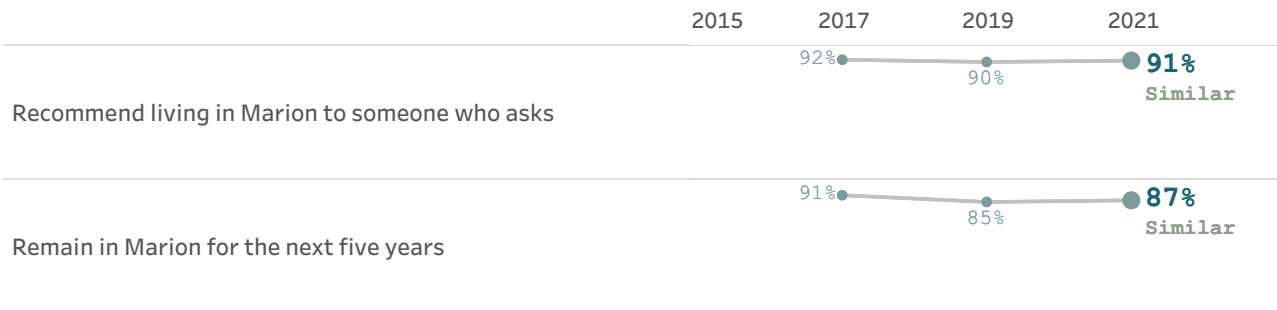 2015 2017 2019 2021
92%
90%
91%
Similar
Recommend living in Marion to someone who asks
91%
85%
87%
Similar
Remain in Marion for the next five years